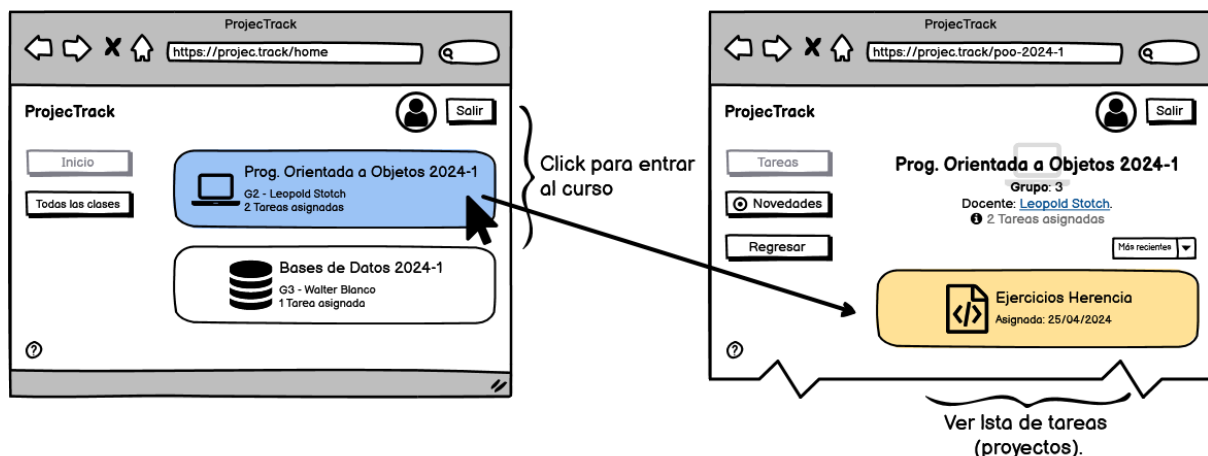 ProjecTrack
https://projec.track/home
ProjecTrack
Salir
Inicio
Todas las clases
Prog. Orientada a Objetos 2024-1
G2 - Leopold Stotch
2 Tareas asignadas
Bases de Datos 2024-1
G3 - Walter Blanco
1 Tarea asignada
?
Click para entrar
al curso
ProjecTrack
https://projec.track/poo-2024-1
ProjecTrack
Salir
Tareas
Novedades
Regresar
Prog. Orientada a Objetos 2024-1
Grupo: 3
Docente: Leopold Stotch.
2 Tareas asignadas
Más recientes
Ejercicios Herencia
Asignada: 25/04/2024
?
Ver lsta de tareas
(proyectos).